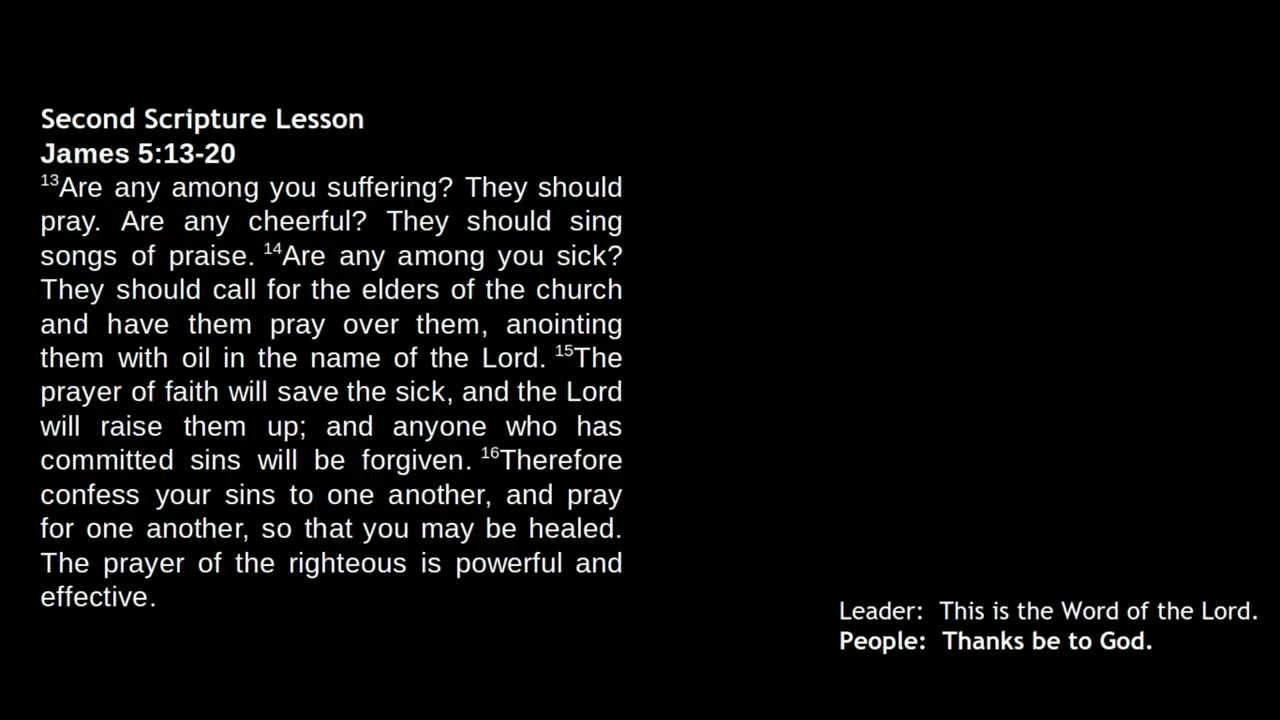 Second Scripture Lesson
James 5:13-20
¹³Are any among you suffering? They should
pray. Are any cheerful? They should sing
songs of praise. ¹⁴Are any among you sick?
They should call for the elders of the church
and have them pray over them, anointing
them with oil in the name of the Lord. ¹⁵The
prayer of faith will save the sick, and the Lord
will raise them up; and anyone who has
committed sins will be forgiven. ¹⁶Therefore
confess your sins to one another, and pray
for one another, so that you may be healed.
The prayer of the righteous is powerful and
effective.
Leader: This is the Word of the Lord.
People: Thanks be to God.